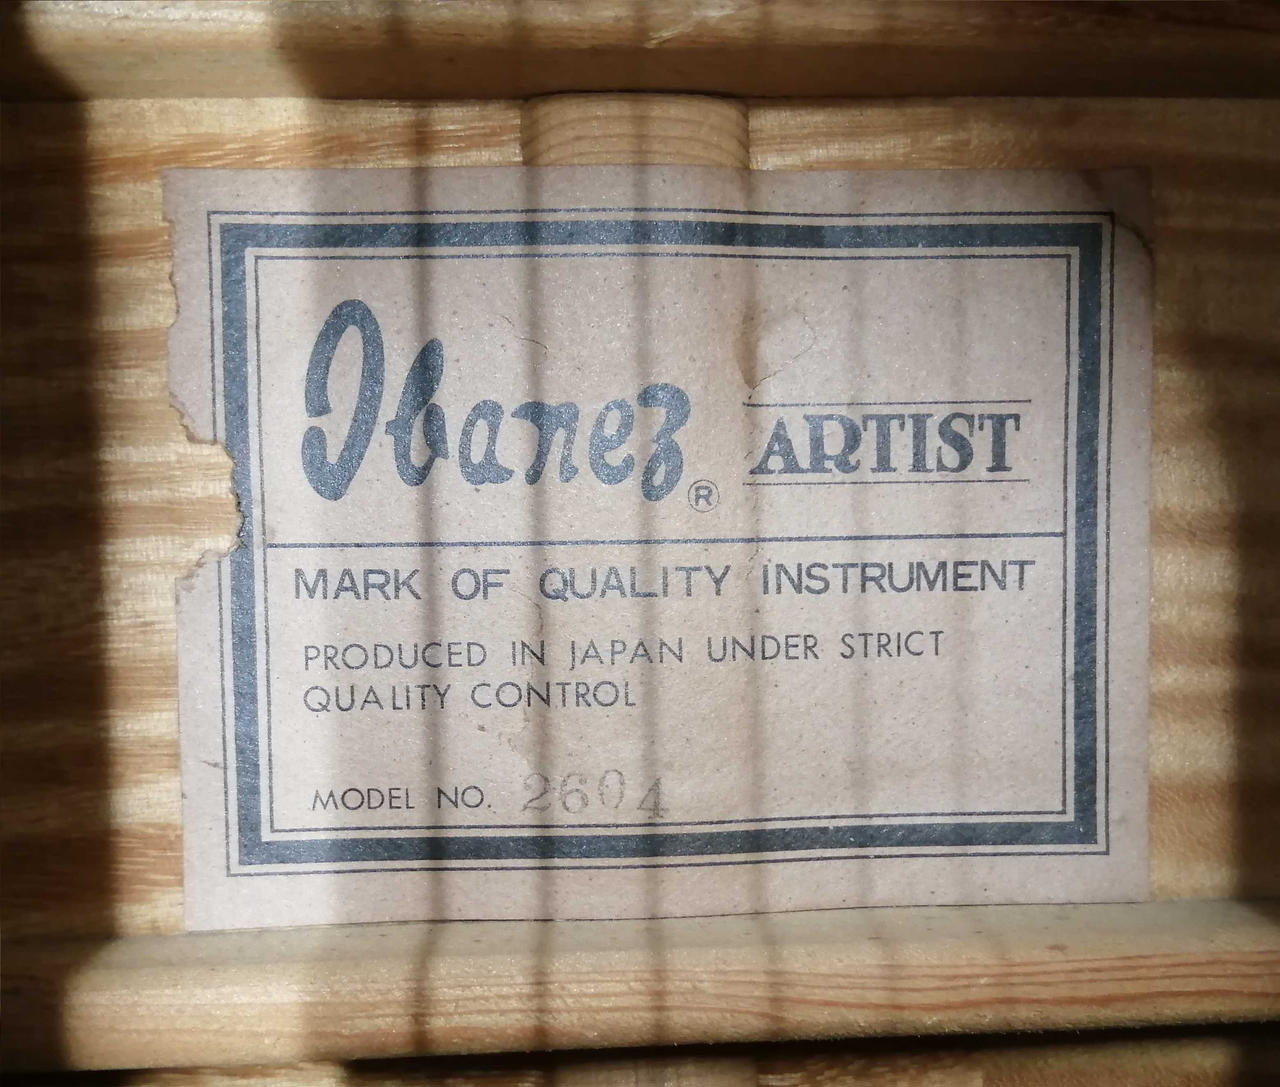 Ibanez® ARTIST
MARK OF QUALITY INSTRUMENT
PRODUCED IN JAPAN UNDER STRICT
QUALITY CONTROL
MODEL NO. 2604